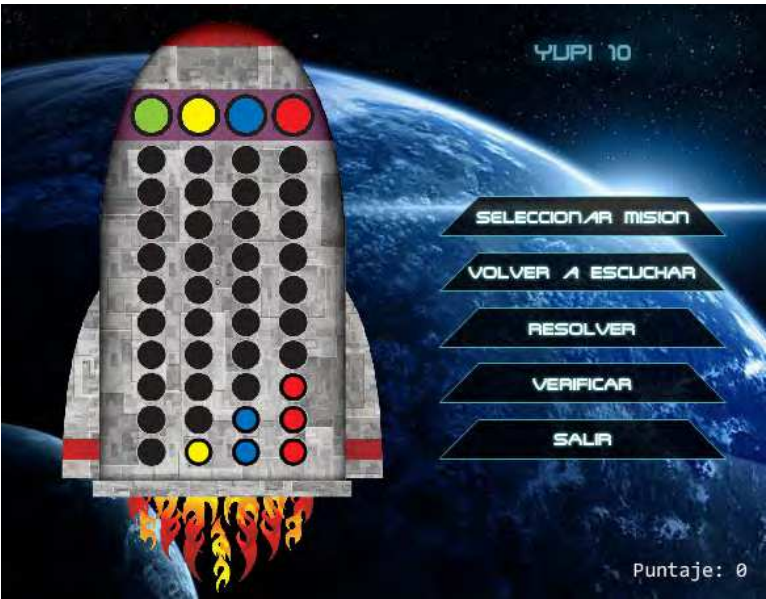 YUPI 10
SELECCIONAR MISION
VOLVER A ESCUCHAR
RESOLVER
VERIFICAR
SALIR
Puntaje: 0